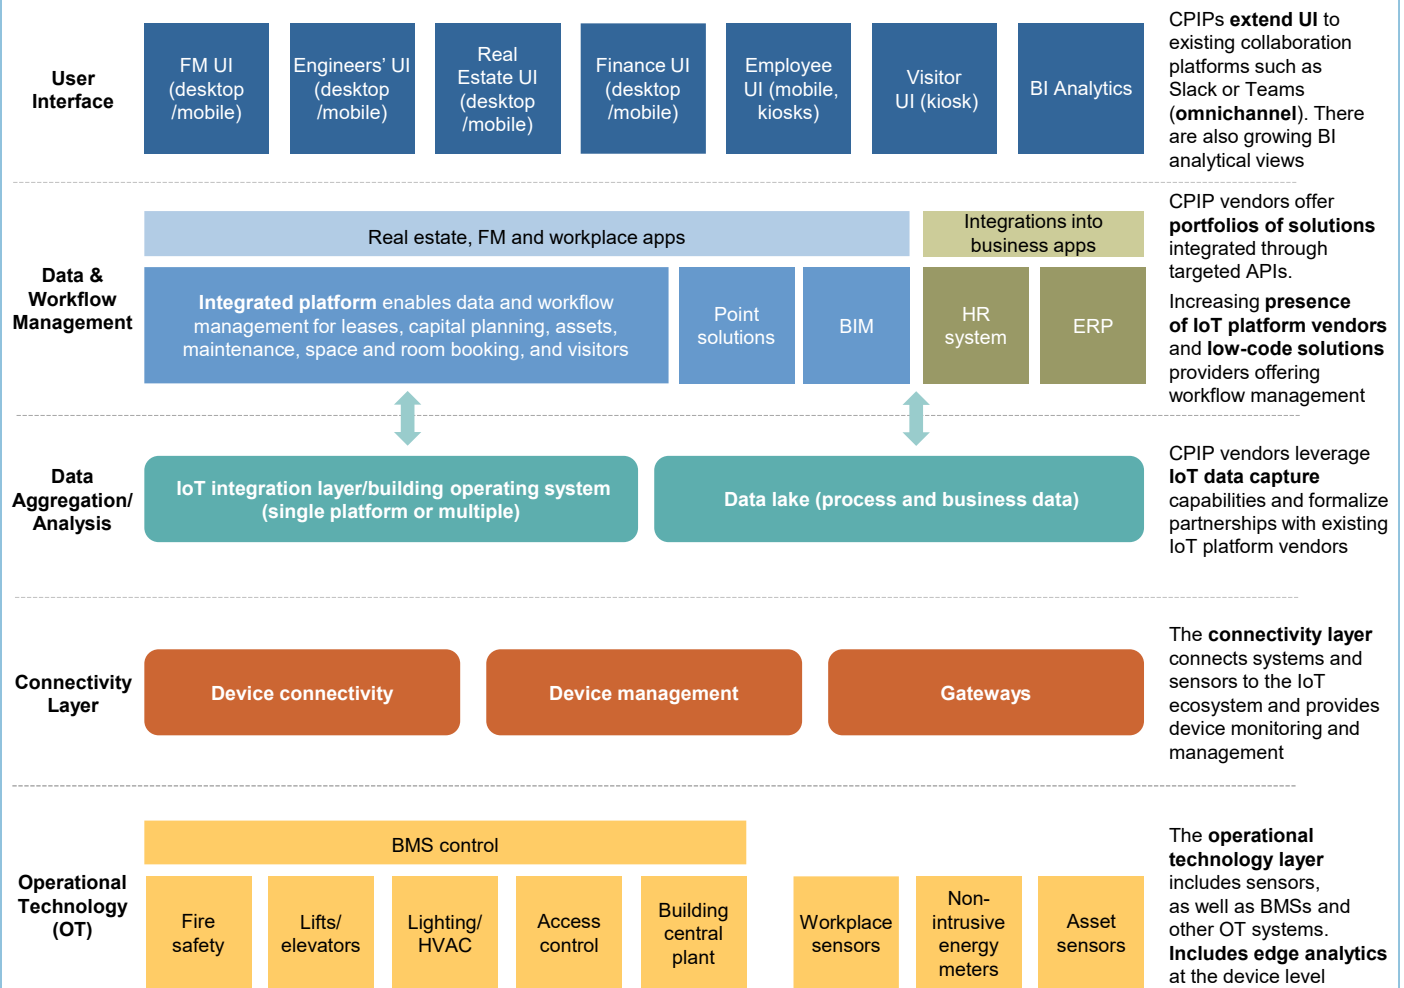 User
Interface
FM UI
(desktop
/mobile)
Engineers' UI
(desktop
/mobile)
Real
Estate UI
(desktop
/mobile)
Finance UI
(desktop
/mobile)
Employee
UI (mobile,
kiosks)
Visitor
UI (kiosk)
BI Analytics
CPIPs extend UI to
existing collaboration
platforms such as
Slack or Teams
(omnichannel). There
are also growing BI
analytical views
Data &
Workflow
Management
Real estate, FM and workplace apps
Integrations into
business apps
Integrated platform enables data and workflow
management for leases, capital planning, assets,
maintenance, space and room booking, and visitors
Point
solutions
BIM
HR
system
ERP
CPIP vendors offer
portfolios of solutions
integrated through
targeted APIs.
Increasing presence
of IoT platform vendors
and low-code solutions
providers offering
workflow management
Data
Aggregation/
Analysis
IoT integration layer/building operating system
(single platform or multiple)
Data lake (process and business data)
CPIP vendors leverage
IoT data capture
capabilities and formalize
partnerships with existing
IoT platform vendors
Connectivity
Layer
Device connectivity
Device management
Gateways
The connectivity layer
connects systems and
sensors to the IoT
ecosystem and provides
device monitoring and
management
Operational
Technology
(OT)
BMS control
Fire
safety
Lifts/
elevators
Lighting/
HVAC
Access
control
Building
central
plant
Workplace
sensors
Non-
intrusive
energy
meters
Asset
sensors
The operational
technology layer
includes sensors,
as well as BMSs and
other OT systems.
Includes edge analytics
at the device level